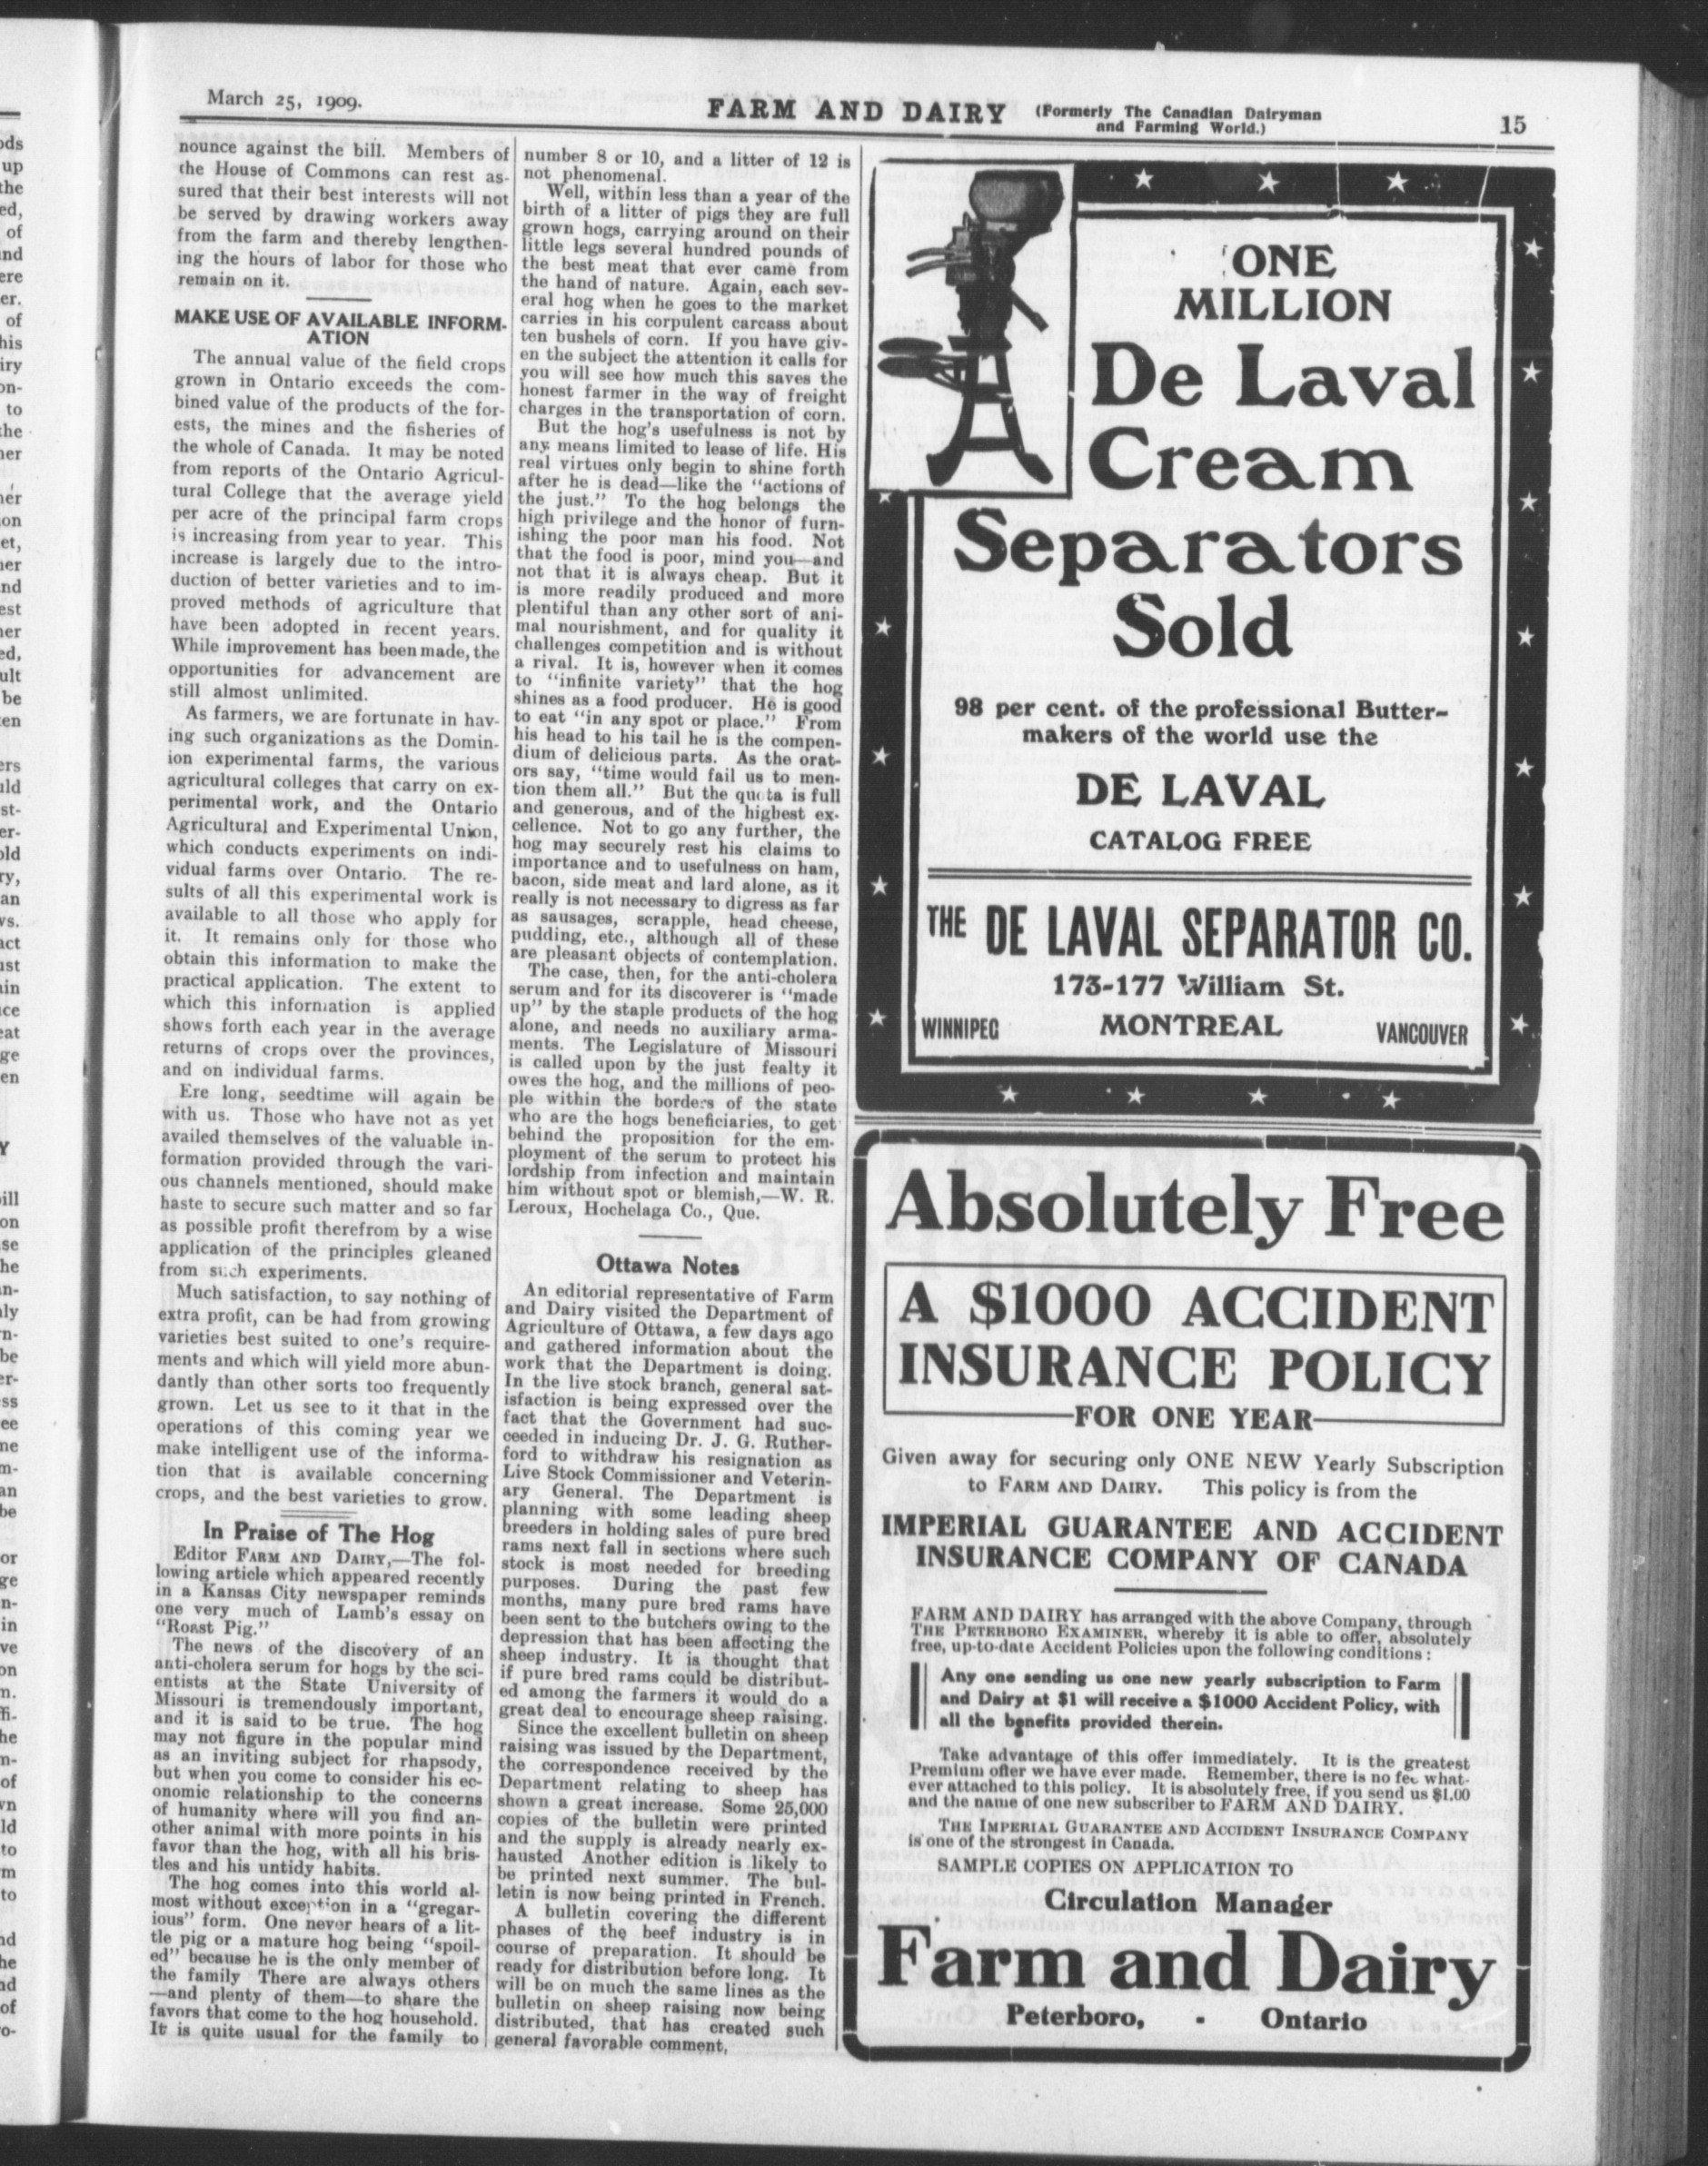 March 25, 1909.
FARM AND DAIRY (Formerly The Canadian Dairyman
and Farming World.)
15
nounce against the bill. Members of
the House of Commons can rest as-
sured that their best interests will not
be served by drawing workers away
from the farm and thereby lengthen-
ing the hours of labor for those who
remain on it.
MAKE USE OF AVAILABLE INFORM-
ATION
The annual value of the field crops
grown in Ontario exceeds the com-
bined value of the products of the for-
ests, the mines and the fisheries of
the whole of Canada. It may be noted
from reports of the Ontario Agricul-
tural College that the average yield
per acre of the principal farm crops
is increasing from year to year. This
increase is largely due to the intro-
duction of better varieties and to im-
proved methods of agriculture that
have been adopted in recent years.
While improvement has been made, the
opportunities for advancement are
still almost unlimited.
As farmers, we are fortunate in hav-
ing such organizations as the Domin-
ion experimental farms, the various
agricultural colleges that carry on ex-
perimental work, and the Ontario
Agricultural and Experimental Union,
which conducts experiments on indi-
vidual farms over Ontario. The re-
sults of all this experimental work is
available to all those who apply for
it. It remains only for those who
obtain this information to make the
practical application. The extent to
which this information is applied
shows forth each year in the average
returns of crops over the provinces,
and on individual farms.
Ere long, seedtime will again be
with us. Those who have not as yet
availed themselves of the valuable in-
formation provided through the vari-
ous channels mentioned, should make
haste to secure such matter and so far
as possible profit therefrom by a wise
application of the principles gleaned
from such experiments.
Much satisfaction, to say nothing of
extra profit, can be had from growing
varieties best suited to one's require-
ments and which will yield more abun-
dantly than other sorts too frequently
grown. Let us see to it that in the
operations of this coming year we
make intelligent use of the informa-
tion that is available concerning
crops, and the best varieties to grow.
In Praise of The Hog
Editor FARM AND DAIRY,—The fol-
lowing article which appeared recently
in a Kansas City newspaper reminds
one very much of Lamb's essay on
"Roast Pig."
The news of the discovery of an
anti-cholera serum for hogs by the sci-
entists at the State University of
Missouri is tremendously important,
and it is said to be true. The hog
may not figure in the popular mind
as an inviting subject for rhapsody,
but when you come to consider his ec-
onomic relationship to the concerns
of humanity where will you find an-
other animal with more points in his
favor than the hog, with all his bris-
tles and his untidy habits.
The hog comes into this world al-
most without exception in a "gregar-
ious" form. One never hears of a lit-
tle pig or a mature hog being "spoil-
ed" because he is the only member of
the family There are always others
—and plenty of them—to share the
favors that come to the hog household.
It is quite usual for the family to
number 8 or 10, and a litter of 12 is
not phenomenal.
Well, within less than a year of the
birth of a litter of pigs they are full
grown hogs, carrying around on their
little legs several hundred pounds of
the best meat that ever came from
the hand of nature. Again, each sev-
eral hog when he goes to the market
carries in his corpulent carcass about
ten bushels of corn. If you have giv-
en the subject the attention it calls for
you will see how much this saves the
honest farmer in the way of freight
charges in the transportation of corn.
But the hog's usefulness is not by
any means limited to lease of life. His
real virtues only begin to shine forth
after he is dead—like the "actions of
the just." To the hog belongs the
high privilege and the honor of furn-
ishing the poor man his food. Not
that the food is poor, mind you—and
not that it is always cheap. But it
is more readily produced and more
plentiful than any other sort of ani-
mal nourishment, and for quality it
challenges competition and is without
a rival. It is, however when it comes
to "infinite variety" that the hog
shines as a food producer. He is good
to eat "in any spot or place." From
his head to his tail he is the compen-
dium of delicious parts. As the orat-
ors say, "time would fail us to men-
tion them all." But the quota is full
and generous, and of the highest ex-
cellence. Not to go any further, the
hog may securely rest his claims to
importance and to usefulness on ham,
bacon, side meat and lard alone, as it
really is not necessary to digress as far
as sausages, scrapple, head cheese,
pudding, etc., although all of these
are pleasant objects of contemplation.
The case, then, for the anti-cholera
serum and for its discoverer is "made
up" by the staple products of the hog
alone, and needs no auxiliary arma-
ments. The Legislature of Missouri
is called upon by the just fealty it
owes the hog, and the millions of peo-
ple within the borders of the state
who are the hogs beneficiaries, to get
behind the proposition for the em-
ployment of the serum to protect his
lordship from infection and maintain
him without spot or blemish,—W. R.
Leroux, Hochelaga Co., Que.
Ottawa Notes
An editorial representative of Farm
and Dairy visited the Department of
Agriculture of Ottawa, a few days ago
and gathered information about the
work that the Department is doing.
In the live stock branch, general sat-
isfaction is being expressed over the
fact that the Government had suc-
ceeded in inducing Dr. J. G. Ruther-
ford to withdraw his resignation as
Live Stock Commissioner and Veterin-
ary General. The Department is
planning with some leading sheep
breeders in holding sales of pure bred
rams next fall in sections where such
stock is most needed for breeding
purposes. During the past few
months, many pure bred rams have
been sent to the butchers owing to the
depression that has been affecting the
sheep industry. It is thought that
if pure bred rams could be distribut-
ed among the farmers it would do a
great deal to encourage sheep raising.
Since the excellent bulletin on sheep
raising was issued by the Department,
the correspondence received by the
Department relating to sheep has
shown a great increase. Some 25,000
copies of the bulletin were printed
and the supply is already nearly ex-
hausted Another edition is likely to
be printed next summer. The bul-
letin is now being printed in French.
A bulletin covering the different
phases of the beef industry is in
course of preparation. It should be
ready for distribution before long. It
will be on much the same lines as the
bulletin on sheep raising now being
distributed, that has created such
general favorable comment,
ONE
MILLION
De Laval
Cream
Separators
Sold
98 per cent. of the professional Butter-
makers of the world use the
DE LAVAL
CATALOG FREE
THE DE LAVAL SEPARATOR CO.
173-177 William St.
WINNIPEG MONTREAL VANCOUVER
Absolutely Free
A $1000 ACCIDENT
INSURANCE POLICY
FOR ONE YEAR
Given away for securing only ONE NEW Yearly Subscription
to FARM AND DAIRY. This policy is from the
IMPERIAL GUARANTEE AND ACCIDENT
INSURANCE COMPANY OF CANADA
FARM AND DAIRY has arranged with the above Company, through
THE PETERBORO EXAMINER, whereby it is able to offer, absolutely
free, up-to-date Accident Policies upon the following conditions:
Any one sending us one new yearly subscription to Farm
and Dairy at $1 will receive a $1000 Accident Policy, with
all the benefits provided therein.
Take advantage of this offer immediately. It is the greatest
Premium offer we have ever made. Remember, there is no fee what-
ever attached to this policy. It is absolutely free, if you send us $1.00
and the name of one new subscriber to FARM AND DAIRY.
THE IMPERIAL GUARANTEE AND ACCIDENT INSURANCE COMPANY
is one of the strongest in Canada.
SAMPLE COPIES ON APPLICATION TO
Circulation Manager
Farm and Dairy
Peterboro, - Ontario